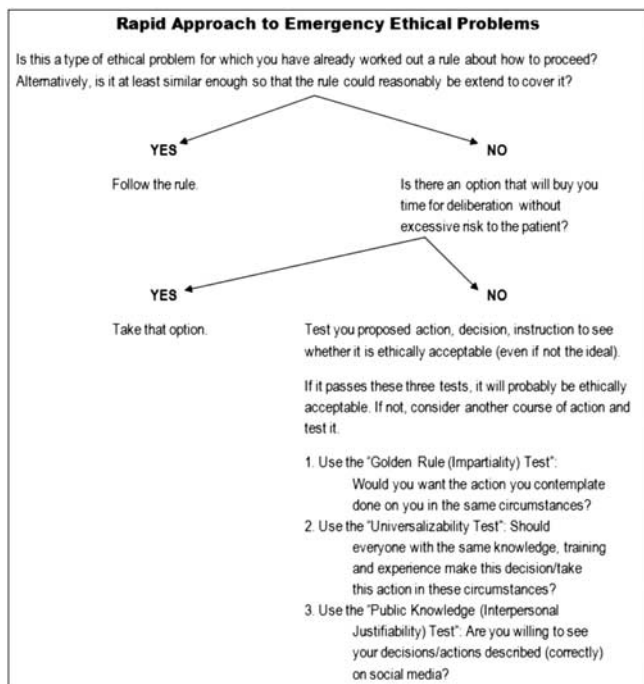 Rapid Approach to Emergency Ethical Problems
Is this a type of ethical problem for which you have already worked out a rule about how to proceed?
Alternatively, is it at least similar enough so that the rule could reasonably be extend to cover it?
YES
NO
Follow the rule.
Is there an option that will buy you
time for deliberation without
excessive risk to the patient?
YES
NO
Take that option.
Test you proposed action, decision, instruction to see
whether it is ethically acceptable (even if not the ideal).
If it passes these three tests, it will probably be ethically
acceptable. If not, consider another course of action and
test it.
1. Use the "Golden Rule (Impartiality) Test":
Would you want the action you contemplate
done on you in the same circumstances?
2. Use the "Universalizability Test": Should
everyone with the same knowledge, training
and experience make this decision/take
this action in these circumstances?
3. Use the "Public Knowledge (Interpersonal
Justifiability) Test": Are you willing to see
your decisions/actions described (correctly)
on social media?